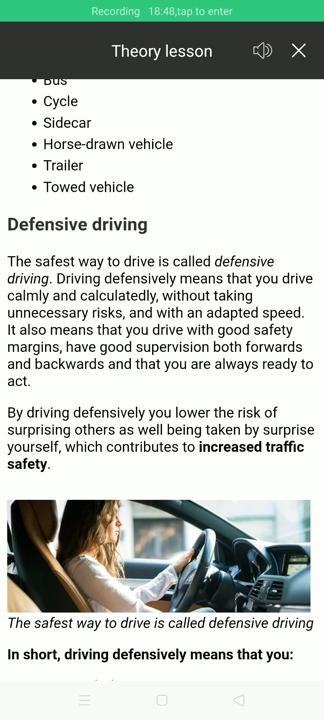 Recording 18:48,tap to enter
Theory lesson
Bus
Cycle
Sidecar
Horse-drawn vehicle
Trailer
Towed vehicle
Defensive driving
The safest way to drive is called defensive
driving. Driving defensively means that you drive
calmly and calculatedly, without taking
unnecessary risks, and with an adapted speed.
It also means that you drive with good safety
margins, have good supervision both forwards
and backwards and that you are always ready to
act.
By driving defensively you lower the risk of
surprising others as well being taken by surprise
yourself, which contributes to increased traffic
safety.
The safest way to drive is called defensive driving
In short, driving defensively means that you: